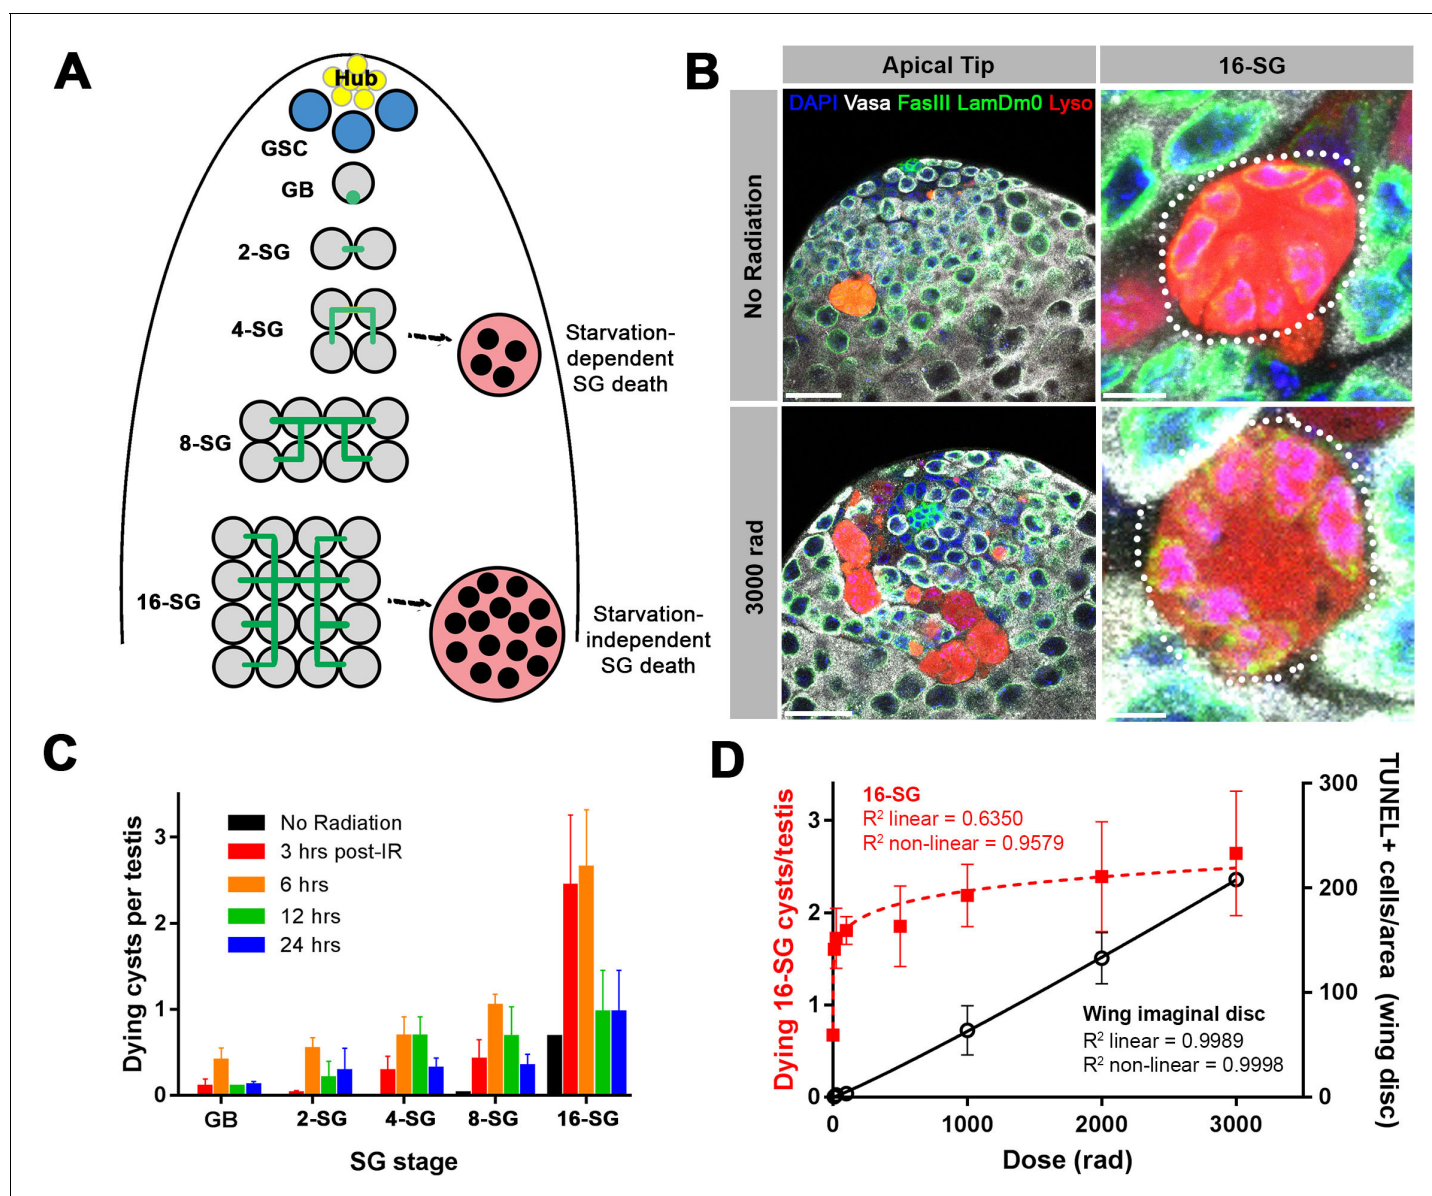 A
Hub
GSC
GB
2-SG
4-SG
Starvation-
dependent
SG death
8-SG
16-SG
Starvation-
independent
SG death
B
Apical Tip
16-SG
No Radiation
DAPI Vasa FasIII LamDm0 Lyso
3000 rad
C
Dying cysts per testis
3
2
1
0
No Radiation
3 hrs post-IR
6 hrs
12 hrs
24 hrs
GB
2-SG
4-SG
8-SG
16-SG
SG stage
D
Dying 16-SG cysts/testis
3
2
1
0
16-SG
R² linear = 0.6350
R² non-linear = 0.9579
Wing imaginal disc
R² linear = 0.9989
R² non-linear = 0.9998
300
200
100
0
TUNEL+ cells/area (wing disc)
0
1000
2000
3000
Dose (rad)